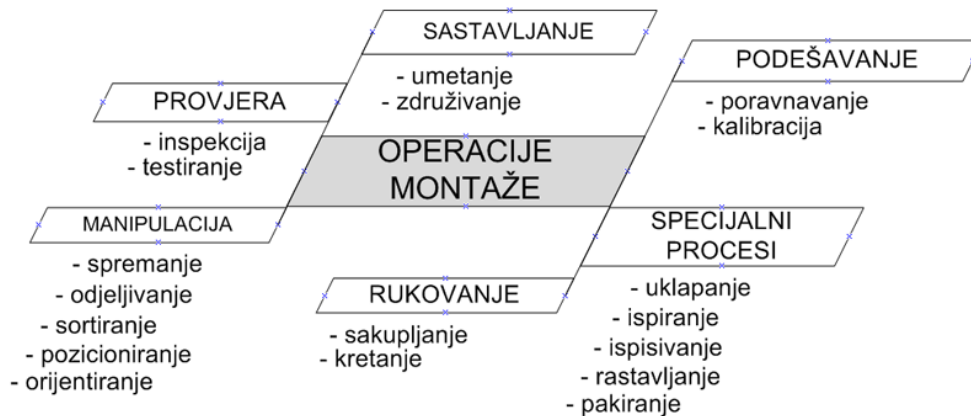 SASTAVLJANJE
- umetanje
- združivanje
PODEŠAVANJE
- poravnavanje
- kalibracija
PROVJERA
- inspekcija
- testiranje
OPERACIJE
MONTAŽE
MANIPULACIJA
- spremanje
- odjeljivanje
- sortiranje
- pozicioniranje
- orijentiranje
RUKOVANJE
- sakupljanje
- kretanje
SPECIJALNI
PROCESI
- uklapanje
- ispiranje
- ispisivanje
- rastavljanje
- pakiranje